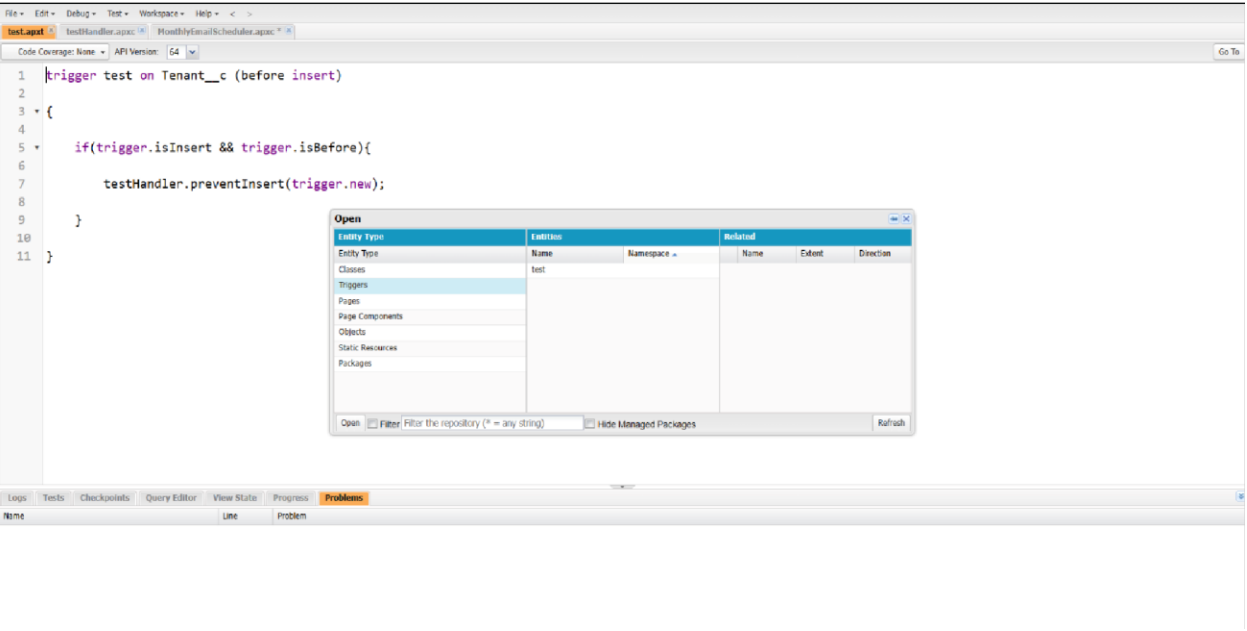 File Edit Debug Test Workspace Help < >
test.apxt testHandler.apxc MonthlyEmailScheduler.apxc *
Code Coverage: None API Version: 64 Go To
1 trigger test on Tenant__c (before insert)
2
3 {
4
5 if(trigger.isInsert && trigger.isBefore){
6
7 testHandler.preventInsert(trigger.new);
8
9 }
10
11 }
Open
Entity Type Entities Related
Entity Type Name Namespace Name Extent Direction
Classes test
Triggers
Pages
Page Components
Objects
Static Resources
Packages
Open Filter Filter the repository (* = any string) Hide Managed Packages Refresh
Logs Tests Checkpoints Query Editor View State Progress Problems
Name Line Problem